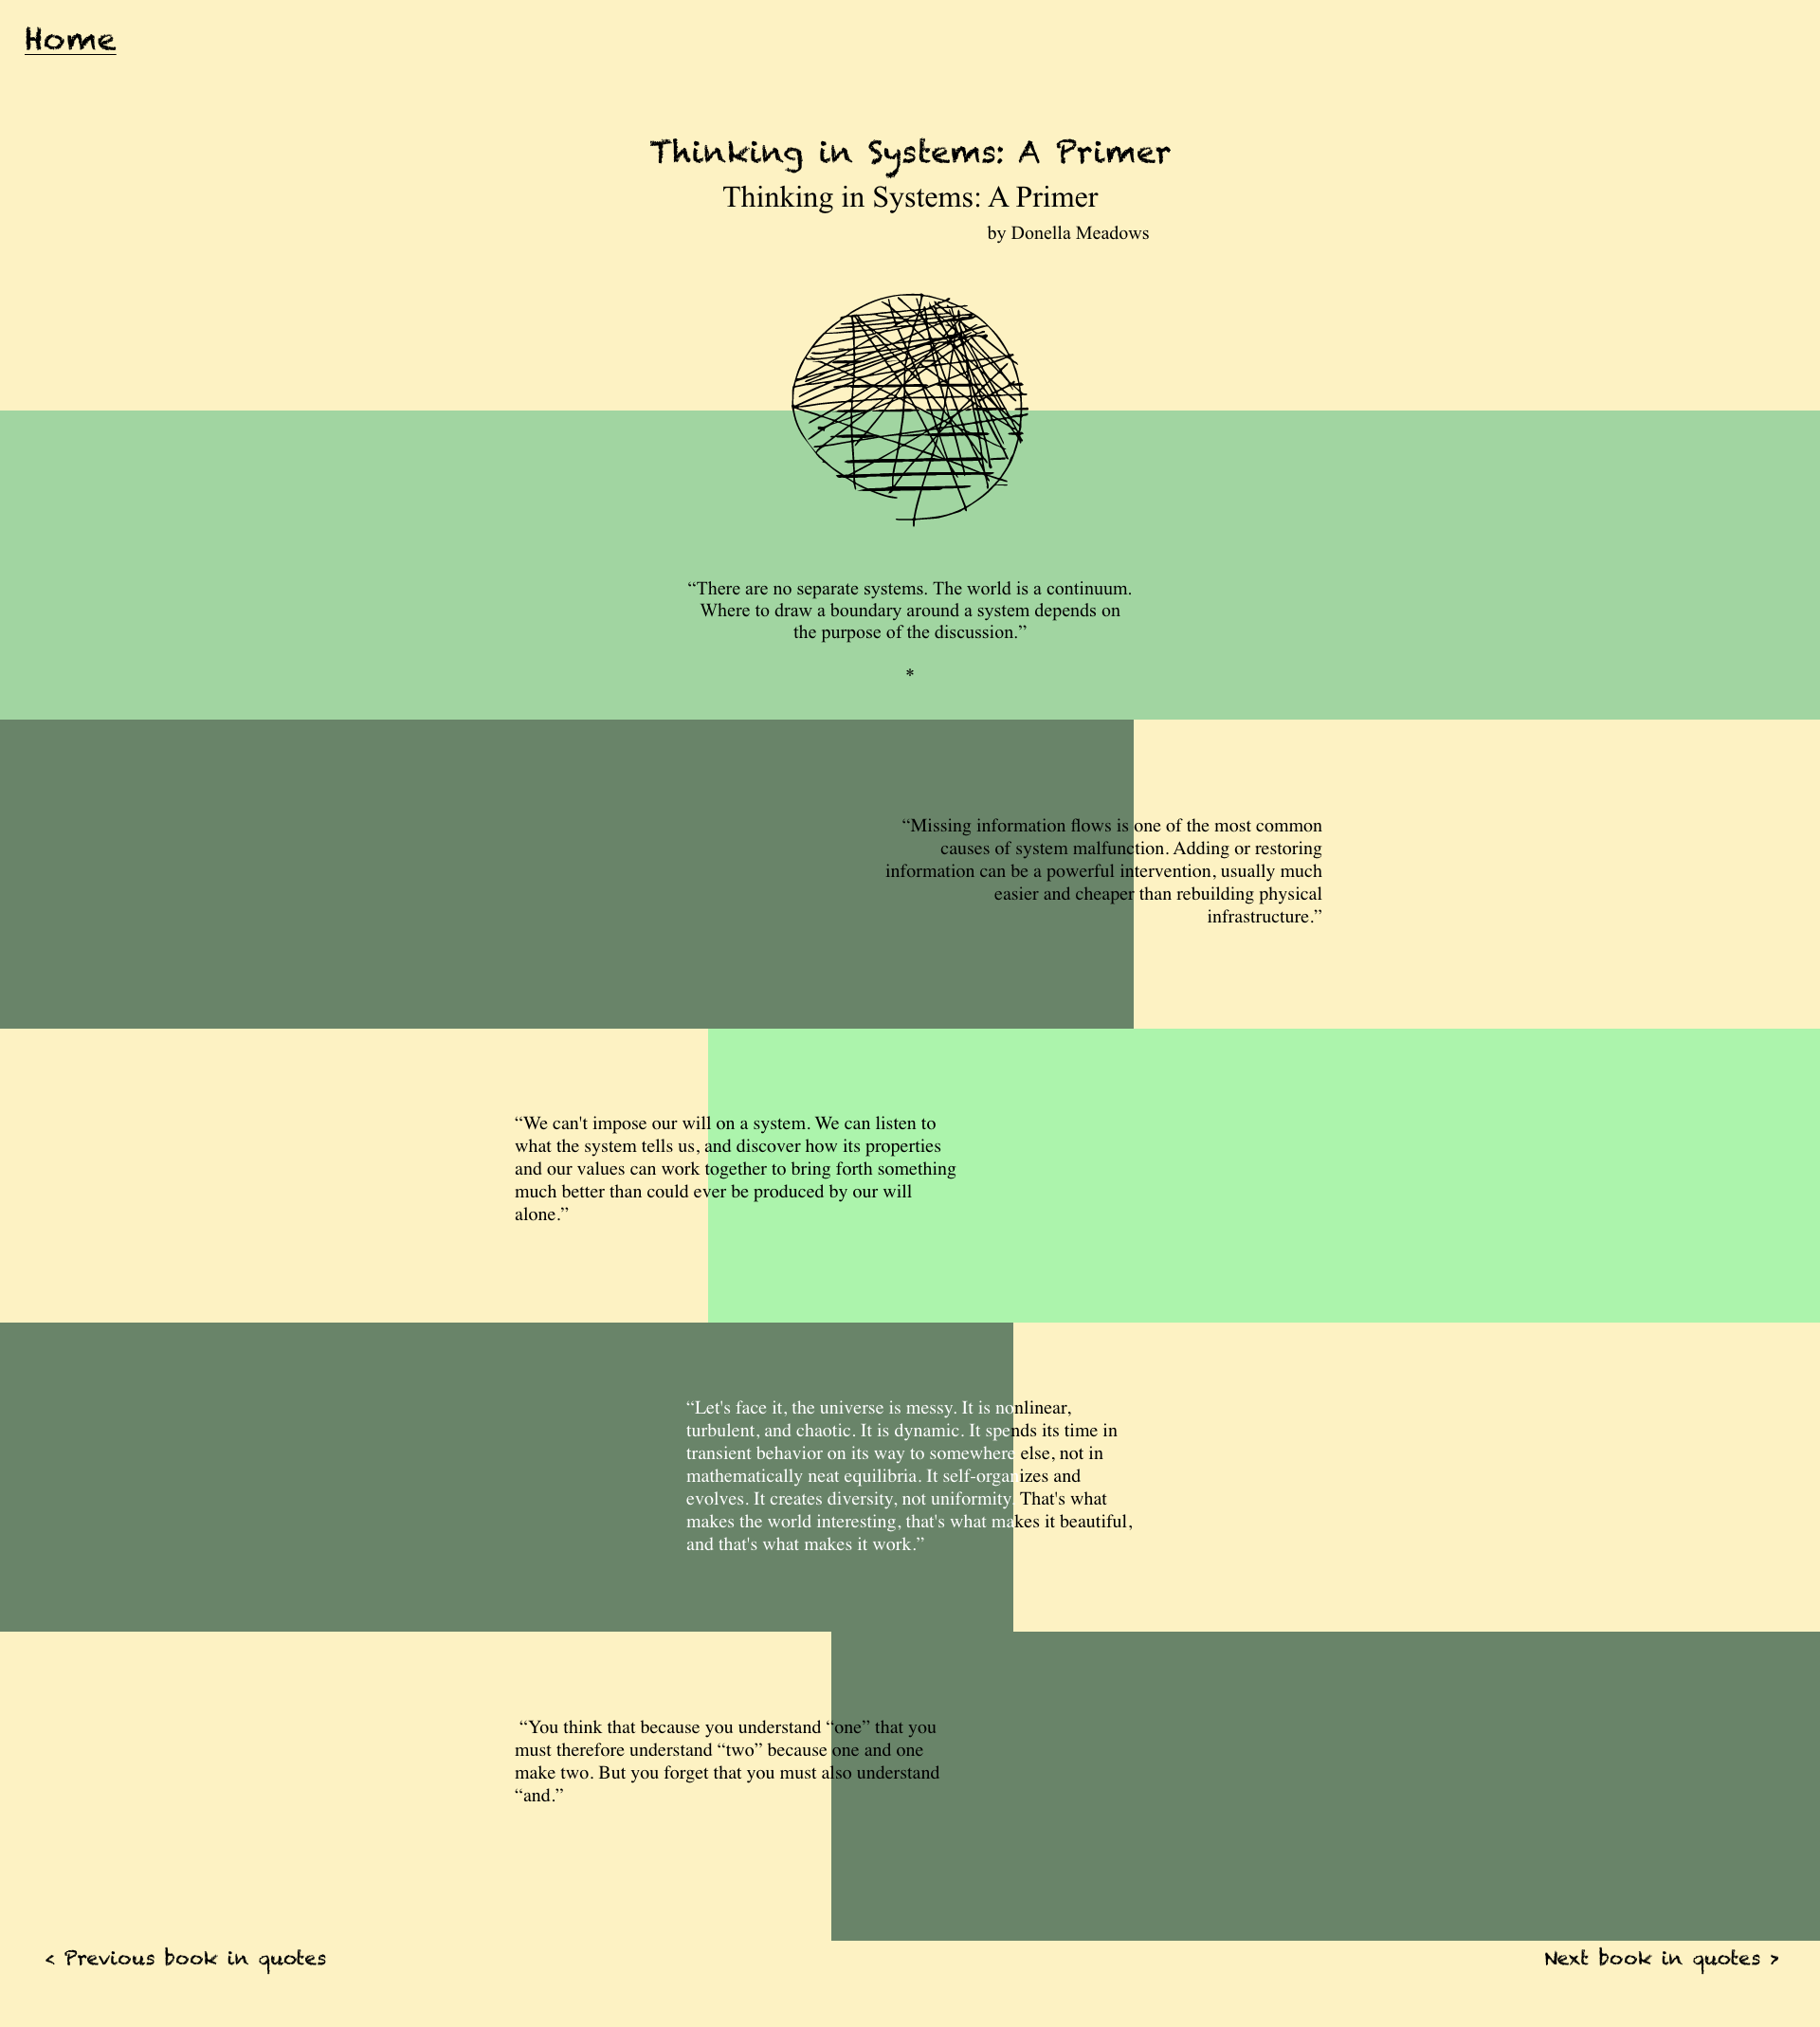 Home
Thinking in Systems: A Primer
Thinking in Systems: A Primer
by Donella Meadows
“There are no separate systems. The world is a continuum.
Where to draw a boundary around a system depends on
the purpose of the discussion.”
*
“Missing information flows is one of the most common
causes of system malfunction. Adding or restoring
information can be a powerful intervention, usually much
easier and cheaper than rebuilding physical
infrastructure.”
“We can't impose our will on a system. We can listen to
what the system tells us, and discover how its properties
and our values can work together to bring forth something
much better than could ever be produced by our will
alone.”
“Let's face it, the universe is messy. It is nonlinear,
turbulent, and chaotic. It is dynamic. It spends its time in
transient behavior on its way to somewhere else, not in
mathematically neat equilibria. It self-organizes and
evolves. It creates diversity, not uniformity. That's what
makes the world interesting, that's what makes it beautiful,
and that's what makes it work.”
“You think that because you understand “one” that you
must therefore understand “two” because one and one
make two. But you forget that you must also understand
“and.”
< Previous book in quotes
Next book in quotes >